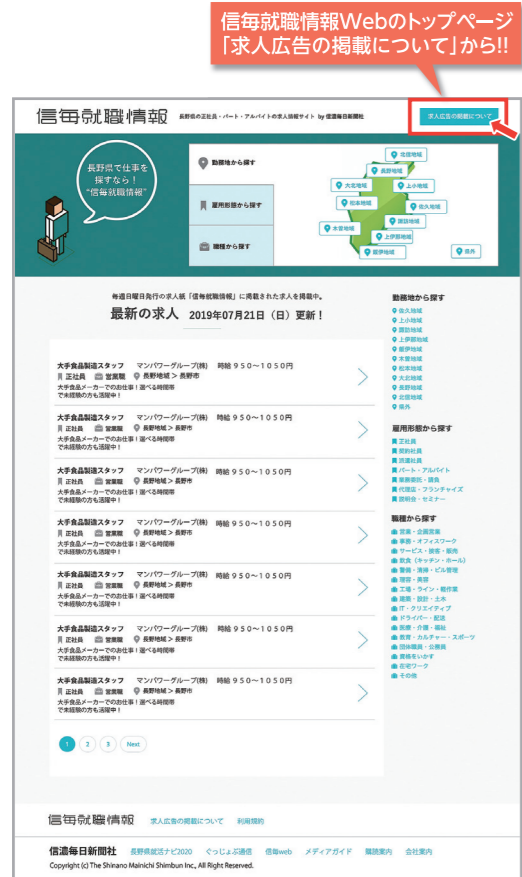 信毎就職情報Webのトップページ
「求人広告の掲載について」から!!
信毎就職情報
長野県の正社員・パート・アルバイトの求人情報サイト by 信濃毎日新聞社
求人広告の掲載について
長野県で仕事を
探すなら！
“信毎就職情報”
勤務地から探す
雇用形態から探す
職種から探す
北信地域
長野地域
大北地域
上小地域
松本地域
佐久地域
諏訪地域
木曽地域
上伊那地域
飯伊地域
県外
毎週日曜日発行の求人紙「信毎就職情報」に掲載された求人を掲載中。
最新の求人 2019年07月21日（日）更新！
大手食品製造スタッフ マンパワーグループ(株) 時給 950～1050円
正社員 営業職 長野地域 > 長野市
大手食品メーカーでのお仕事！選べる時間帯
で未経験の方も活躍中！
大手食品製造スタッフ マンパワーグループ(株) 時給 950～1050円
正社員 営業職 長野地域 > 長野市
大手食品メーカーでのお仕事！選べる時間帯
で未経験の方も活躍中！
大手食品製造スタッフ マンパワーグループ(株) 時給 950～1050円
正社員 営業職 長野地域 > 長野市
大手食品メーカーでのお仕事！選べる時間帯
で未経験の方も活躍中！
大手食品製造スタッフ マンパワーグループ(株) 時給 950～1050円
正社員 営業職 長野地域 > 長野市
大手食品メーカーでのお仕事！選べる時間帯
で未経験の方も活躍中！
大手食品製造スタッフ マンパワーグループ(株) 時給 950～1050円
正社員 営業職 長野地域 > 長野市
大手食品メーカーでのお仕事！選べる時間帯
で未経験の方も活躍中！
大手食品製造スタッフ マンパワーグループ(株) 時給 950～1050円
正社員 営業職 長野地域 > 長野市
大手食品メーカーでのお仕事！選べる時間帯
で未経験の方も活躍中！
大手食品製造スタッフ マンパワーグループ(株) 時給 950～1050円
正社員 営業職 長野地域 > 長野市
大手食品メーカーでのお仕事！選べる時間帯
で未経験の方も活躍中！
1 2 3 Next
勤務地から探す
佐久地域
上小地域
諏訪地域
上伊那地域
飯伊地域
木曽地域
松本地域
大北地域
長野地域
北信地域
県外
雇用形態から探す
正社員
契約社員
派遣社員
パート・アルバイト
業務委託・請負
代理店・フランチャイズ
説明会・セミナー
職種から探す
営業・企画営業
事務・オフィスワーク
サービス・接客・販売
飲食（キッチン・ホール）
警備・清掃・ビル管理
理容・美容
工場・ライン・軽作業
建築・設計・土木
IT・クリエイティブ
ドライバー・配送
医療・介護・福祉
教育・カルチャー・スポーツ
団体職員・公務員
資格をいかす
在宅ワーク
その他
信毎就職情報 求人広告の掲載について 利用規約
信濃毎日新聞社 長野県就活ナビ2020 ぐっじょぶ通信 信毎web メディアガイド 購読案内 会社案内
Copyright (c) The Shinano Mainichi Shimbun Inc., All Right Reserved.